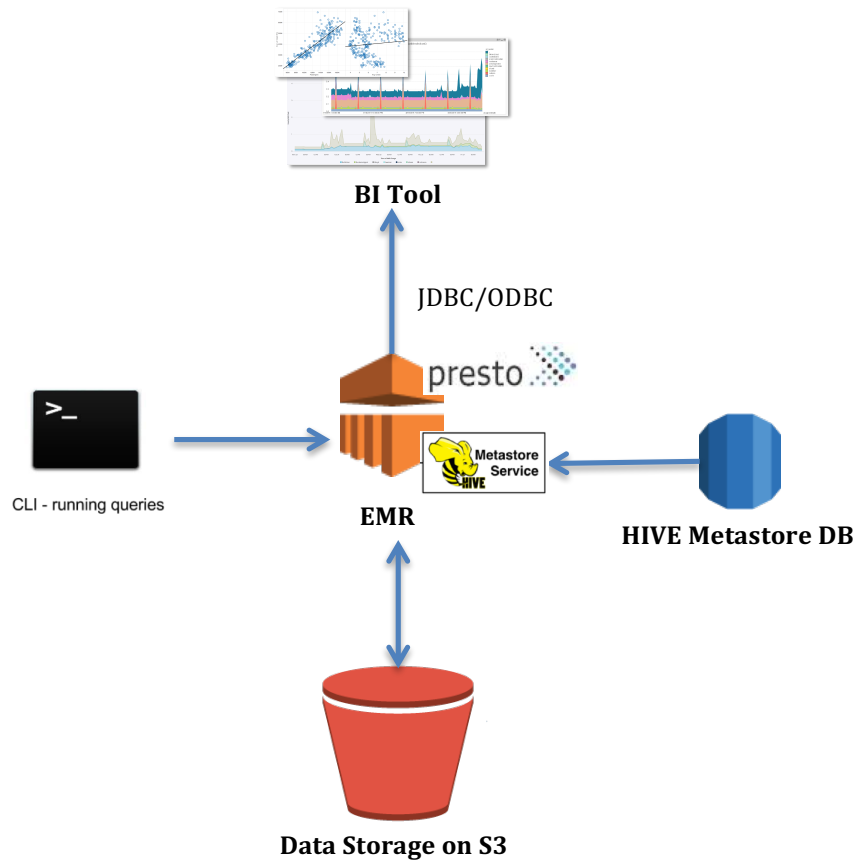 BI Tool
JDBC/ODBC
presto
>_
Metastore
Service
HIVE
CLI - running queries
EMR
HIVE Metastore DB
Data Storage on S3